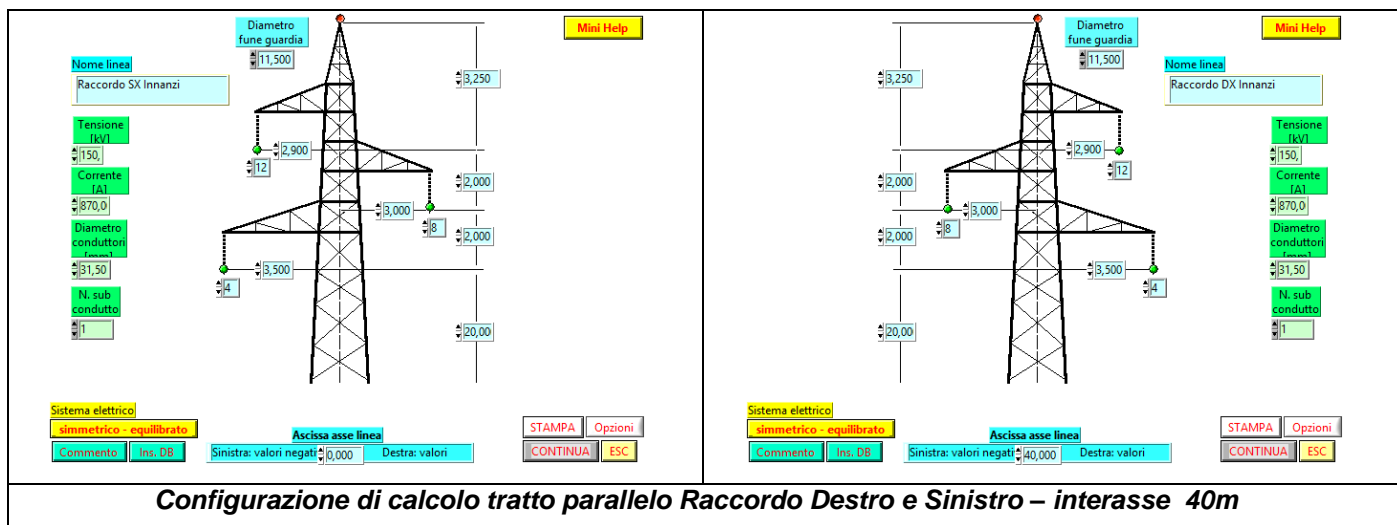 Diametro
fune guardia
11,500
Mini Help
Nome linea
Raccordo SX Innanzi
3,250
Tensione
[kV]
150,
2,900
12
Corrente
[A]
870,0
2,000
3,000
8
Diametro
conduttori
[mm]
31,50
2,000
3,500
4
N. sub
condutto
1
20,00
Sistema elettrico
simmetrico - equilibrato
Commento
Ins. DB
Ascissa asse linea
Sinistra: valori negati
0,000
Destra: valori
STAMPA
Opzioni
CONTINUA
ESC
Diametro
fune guardia
11,500
Mini Help
3,250
Nome linea
Raccordo DX Innanzi
Tensione
[kV]
150,
2,900
12
Corrente
[A]
870,0
2,000
3,000
8
Diametro
conduttori
[mm]
31,50
2,000
3,500
4
N. sub
condutto
1
20,00
Sistema elettrico
simmetrico - equilibrato
Commento
Ins. DB
Ascissa asse linea
Sinistra: valori negati
40,000
Destra: valori
STAMPA
Opzioni
CONTINUA
ESC
Configurazione di calcolo tratto parallelo Raccordo Destro e Sinistro – interasse 40m